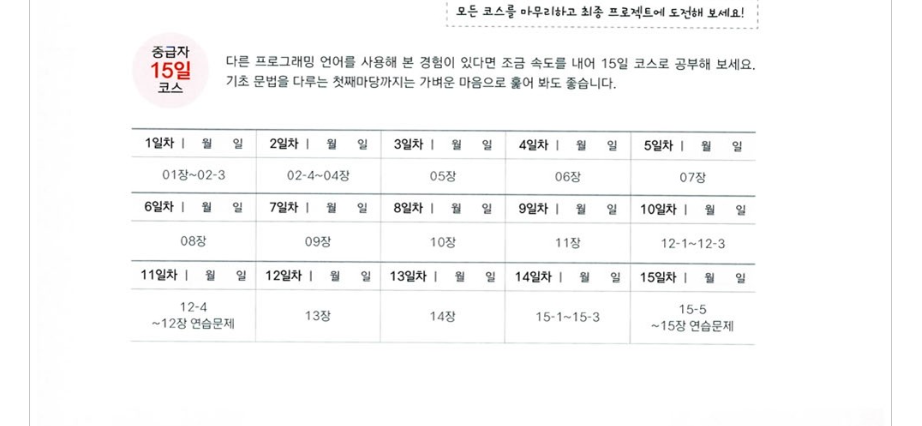 모든 코스를 마무리하고 최종 프로젝트에 도전해 보세요!
중급자
15일
코스
다른 프로그래밍 언어를 사용해 본 경험이 있다면 조금 속도를 내어 15일 코스로 공부해 보세요.
기초 문법을 다루는 첫째마당까지는 가벼운 마음으로 훑어 봐도 좋습니다.
1일차 | 월 일 2일차 | 월 일 3일차 | 월 일 4일차 | 월 일 5일차 | 월 일
01장~02-3 02-4~04장 05장 06장 07장
6일차 | 월 일 7일차 | 월 일 8일차 | 월 일 9일차 | 월 일 10일차 | 월 일
08장 09장 10장 11장 12-1~12-3
11일차 | 월 일 12일차 | 월 일 13일차 | 월 일 14일차 | 월 일 15일차 | 월 일
12-4
~12장 연습문제 13장 14장 15-1~15-3 15-5
~15장 연습문제